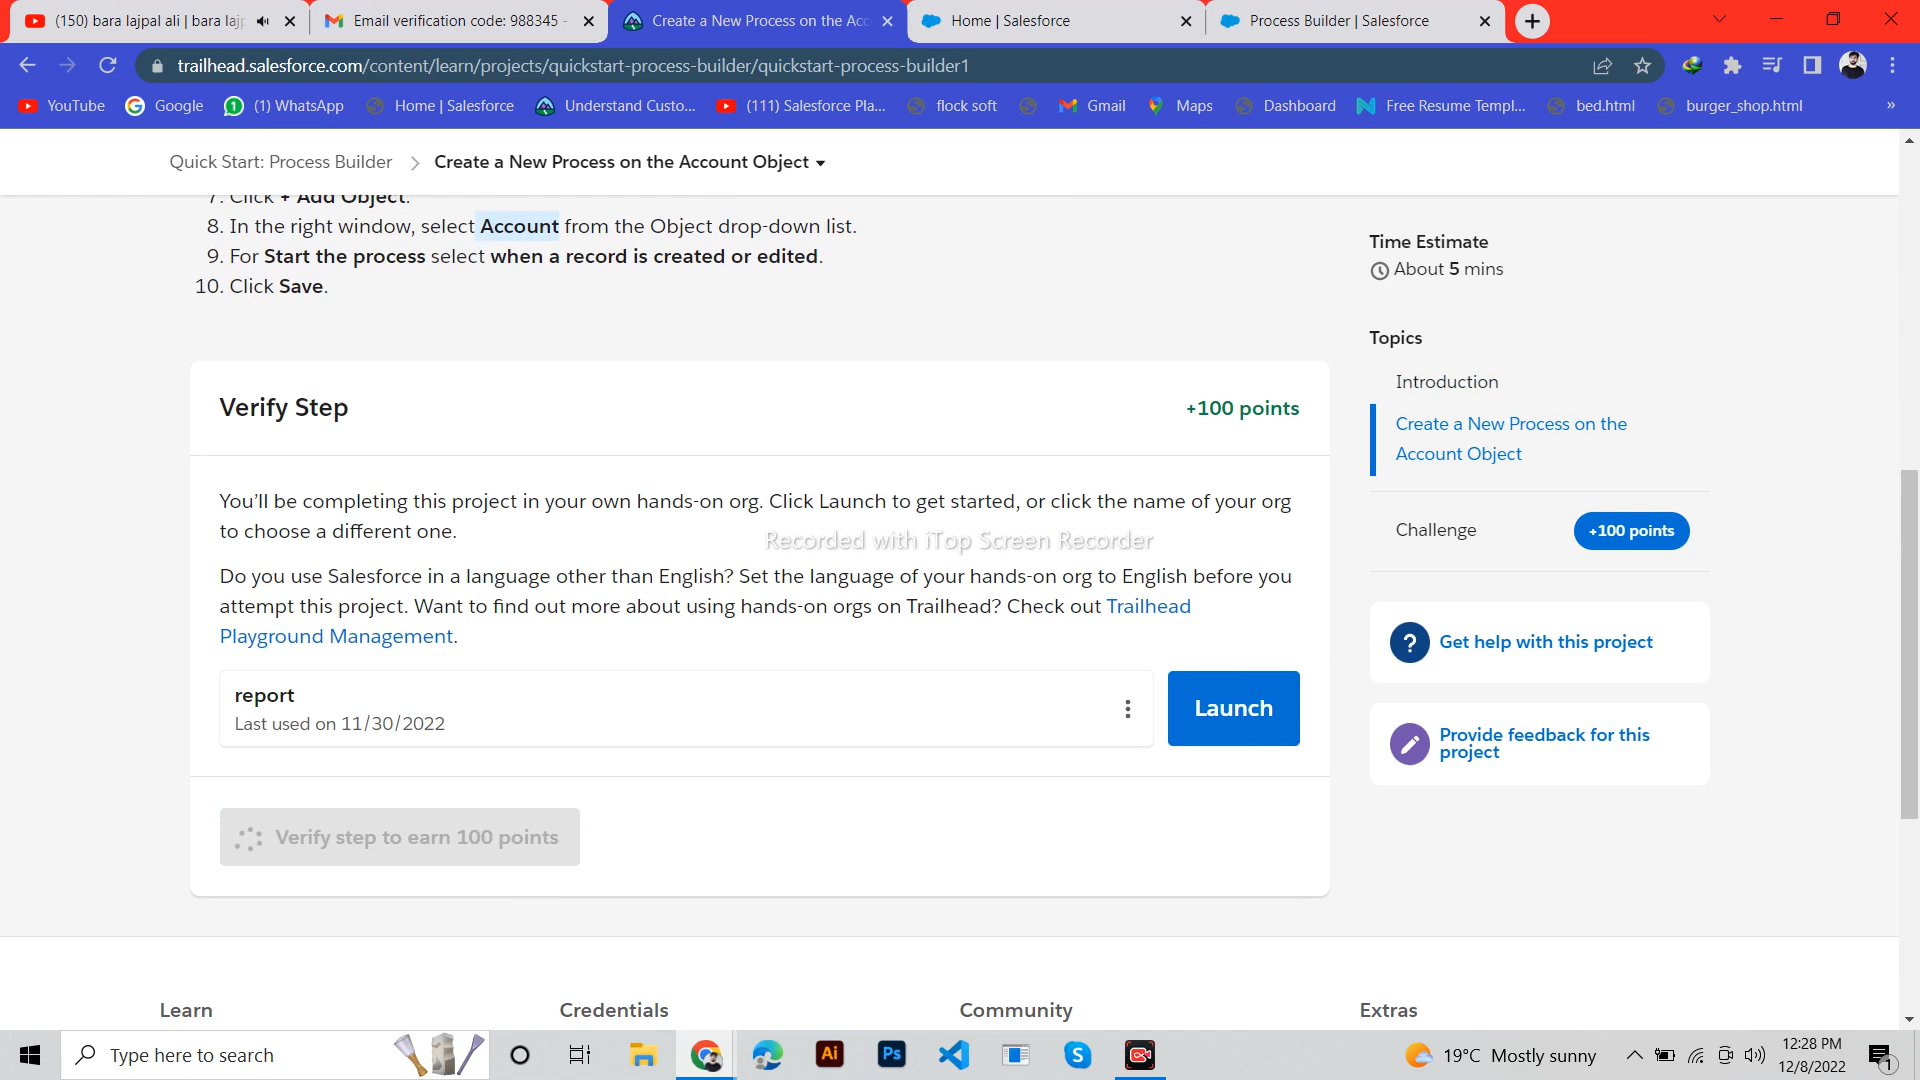 (150) bara lajpal ali | bara laj
Email verification code: 988345 -
Create a New Process on the Acc
Home | Salesforce
Process Builder | Salesforce
trailhead.salesforce.com/content/learn/projects/quickstart-process-builder/quickstart-process-builder1
YouTube
Google
(1) WhatsApp
Home | Salesforce
Understand Custo...
(111) Salesforce Pla...
flock soft
Gmail
Maps
Dashboard
Free Resume Templ...
bed.html
burger_shop.html
»
Quick Start: Process Builder
Create a New Process on the Account Object
7. Click + Add Object.
8. In the right window, select Account from the Object drop-down list.
9. For Start the process select when a record is created or edited.
10. Click Save.
Time Estimate
About 5 mins
Topics
Introduction
Create a New Process on the
Account Object
Challenge
+100 points
Get help with this project
Provide feedback for this
project
Verify Step
+100 points
You'll be completing this project in your own hands-on org. Click Launch to get started, or click the name of your org
to choose a different one.
Recorded with iTop Screen Recorder
Do you use Salesforce in a language other than English? Set the language of your hands-on org to English before you
attempt this project. Want to find out more about using hands-on orgs on Trailhead? Check out Trailhead
Playground Management.
report
Last used on 11/30/2022
Launch
Verify step to earn 100 points
Learn
Credentials
Community
Extras
Type here to search
Ai
Ps
19°C Mostly sunny
12:28 PM
12/8/2022
1